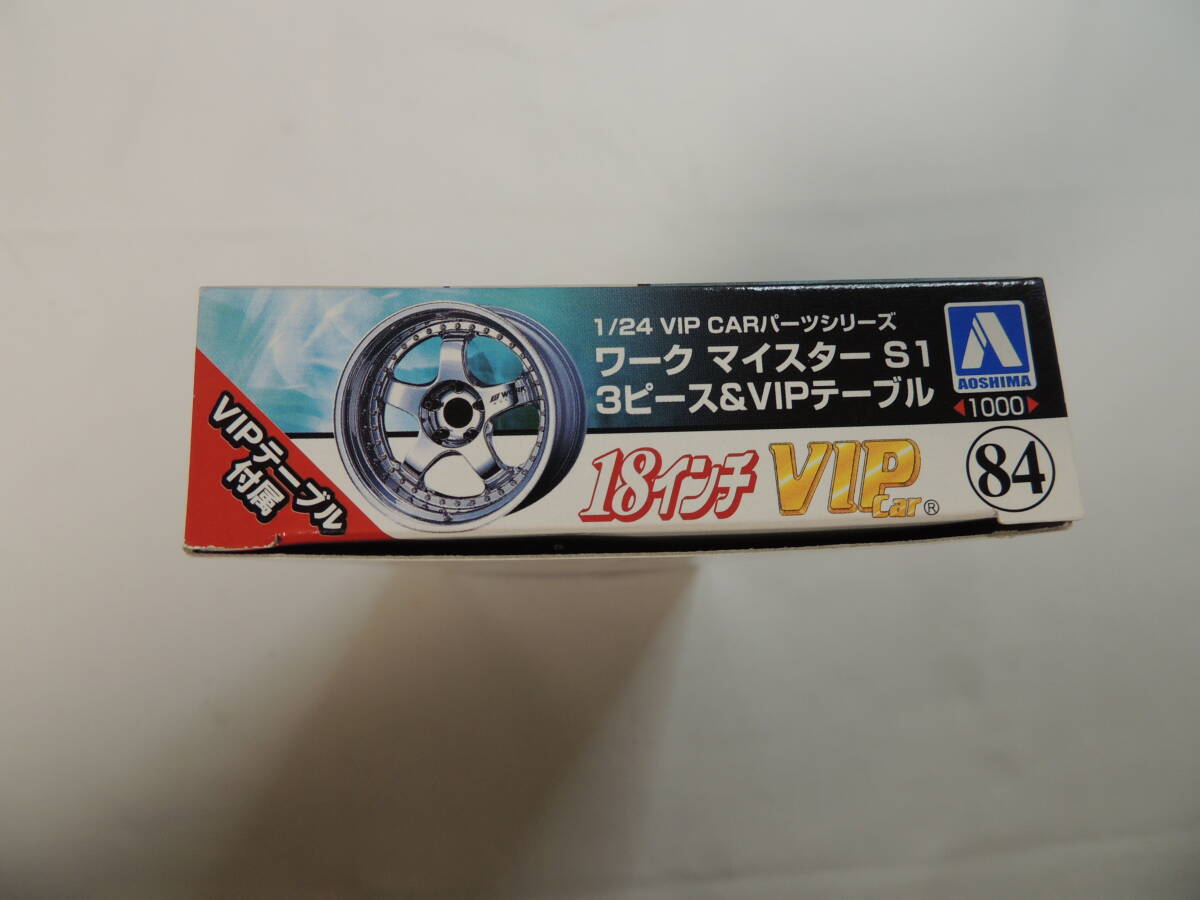 1/24 VIP CARパーツシリーズ
ワーク マイスター S1
3ピース&VIPテーブル
AOSHIMA
1000
VIPテーブル
付属
WORK
18インチ
VIP
Car®
84